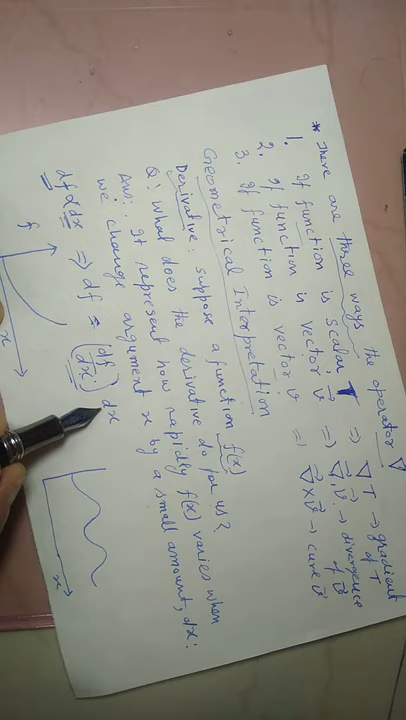 * There are three ways the operator ∇
1. If function is scalar T ⇒ ∇T → gradient of T
2. If function is vector v⃗ ⇒ ∇⃗.v⃗ → divergence of v⃗
3. If function is vector v ⇒ ∇⃗×v⃗ → curl v⃗
Geometrical Interpretation
Derivative: suppose a function f(x)
Q: what does the derivative do for us?
Ans: It represent how rapidly f(x) varies when
we change argument x by a small amount, dx:
df ∝ dx ⇒ df = (df/dx) dx
f
x
x